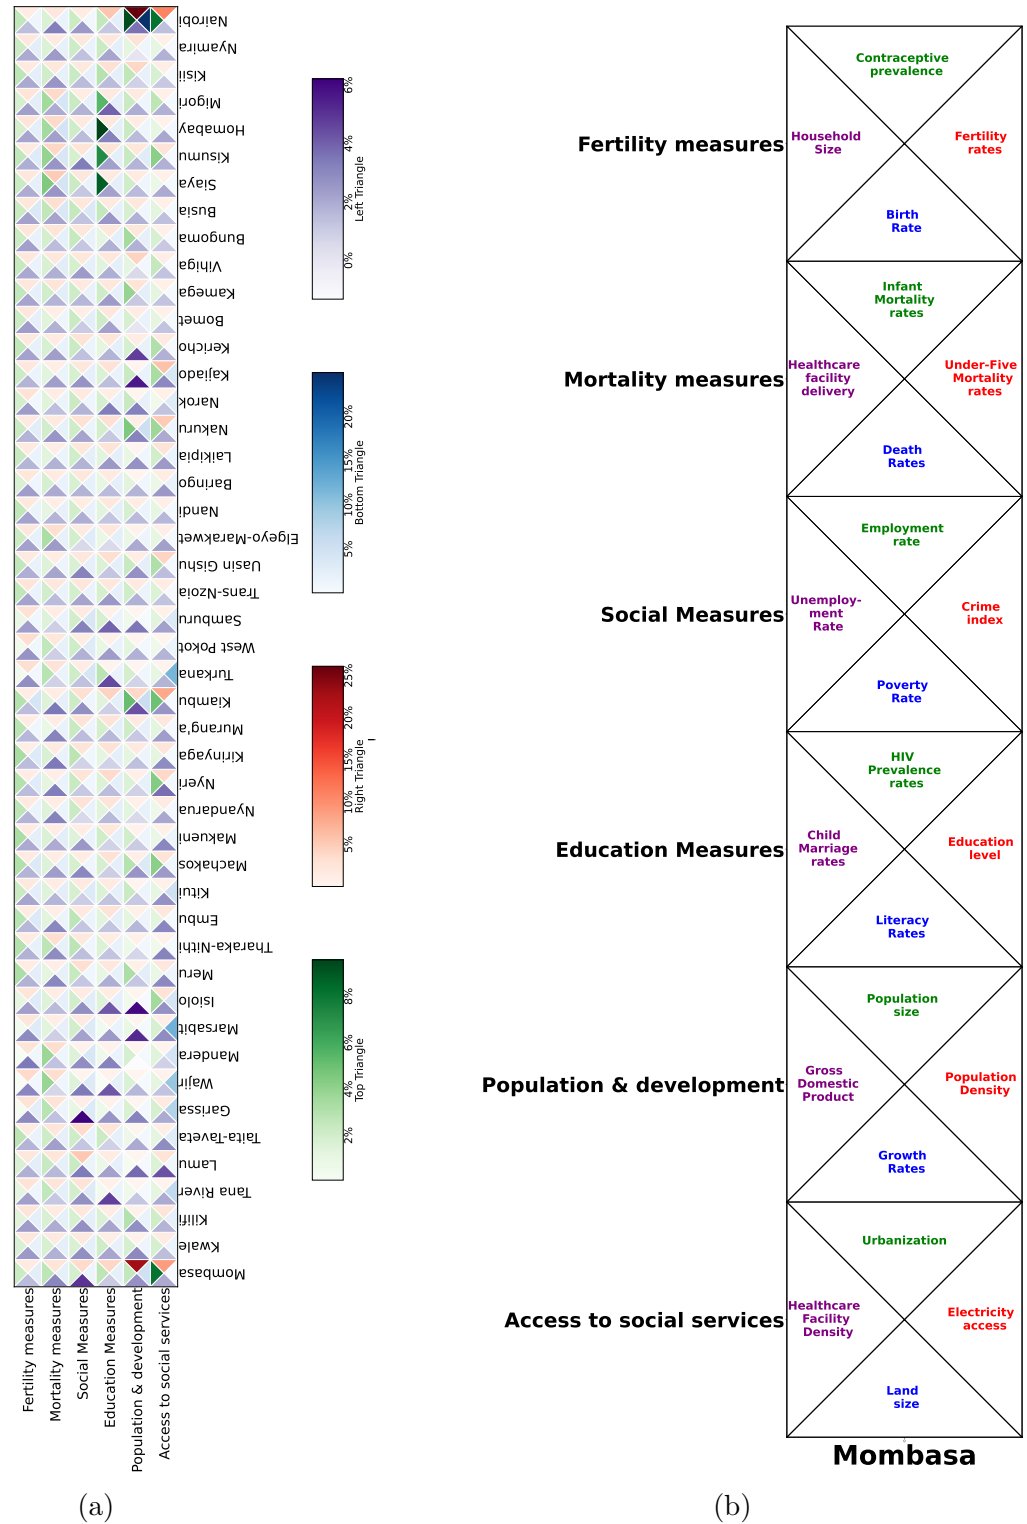 Nairobi
Nyamira
Kisii
Migori
Homabay
Kisumu
Siaya
Busia
Bungoma
Vihiga
Kamega
Bomet
Kericho
Kajiado
Narok
Nakuru
Laikipia
Baringo
Nandi
Elgeyo-Marakwet
Uasin Gishu
Trans-Nzoia
Samburu
West Pokot
Turkana
Kiambu
Murang'a
Kirinyaga
Nyeri
Nyandarua
Makueni
Machakos
Kitui
Embu
Tharaka-Nithi
Meru
Isiolo
Marsabit
Mandera
Wajir
Garissa
Taita-Taveta
Lamu
Tana River
Kilifi
Kwale
Mombasa
Fertility measures
Mortality measures
Social Measures
Education Measures
Population & development
Access to social services
0%
2%
4%
6%
Left Triangle
5%
10%
15%
20%
Bottom Triangle
5%
10%
15%
20%
25%
Right Triangle
2%
4%
6%
8%
Top Triangle
(a)
Fertility measures
Contraceptive
prevalence
Household
Size
Fertility
rates
Birth
Rate
Mortality measures
Infant
Mortality
rates
Healthcare
facility
delivery
Under-Five
Mortality
rates
Death
Rates
Social Measures
Employment
rate
Unemploy-
ment
Rate
Crime
index
Poverty
Rate
Education Measures
HIV
Prevalence
rates
Child
Marriage
rates
Education
level
Literacy
Rates
Population & development
Population
size
Gross
Domestic
Product
Population
Density
Growth
Rates
Access to social services
Urbanization
Healthcare
Facility
Density
Electricity
access
Land
size
Mombasa
(b)